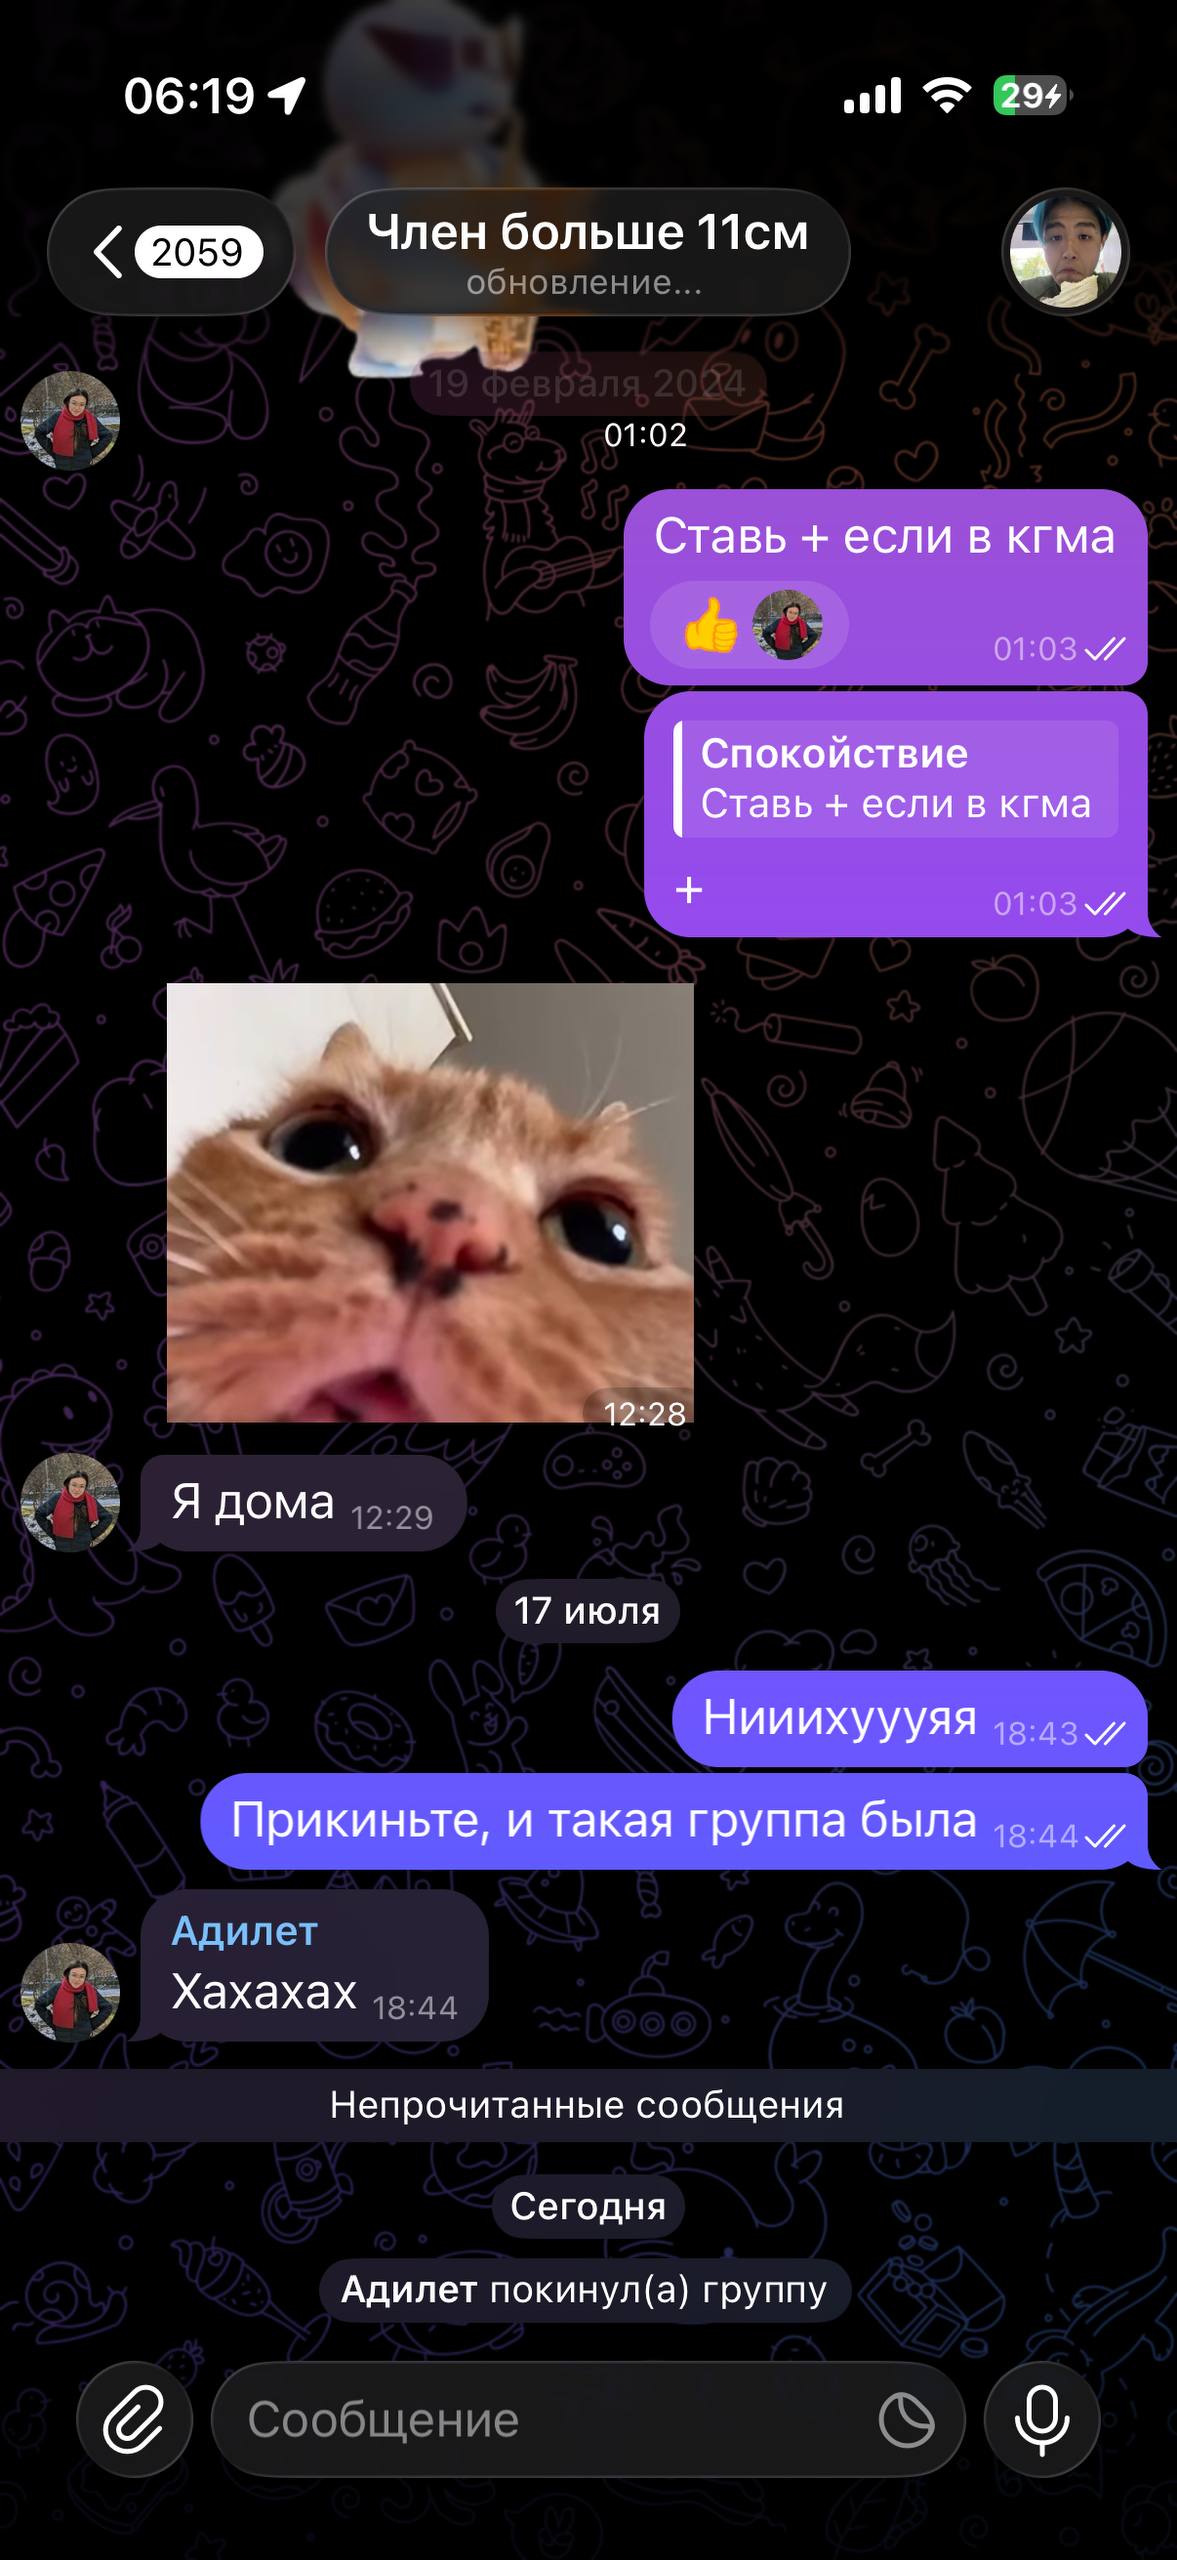 06:19
29
2059
Член больше 11см
обновление...
19 февраля 2024
01:02
Ставь + если в кгма
01:03
Спокойствие
Ставь + если в кгма
+
01:03
12:28
Я дома 12:29
17 июля
Нииихууууяя 18:43
Прикиньте, и такая группа была 18:44
Адилет
Хахахах 18:44
Непрочитанные сообщения
Сегодня
Адилет покинул(а) группу
Сообщение